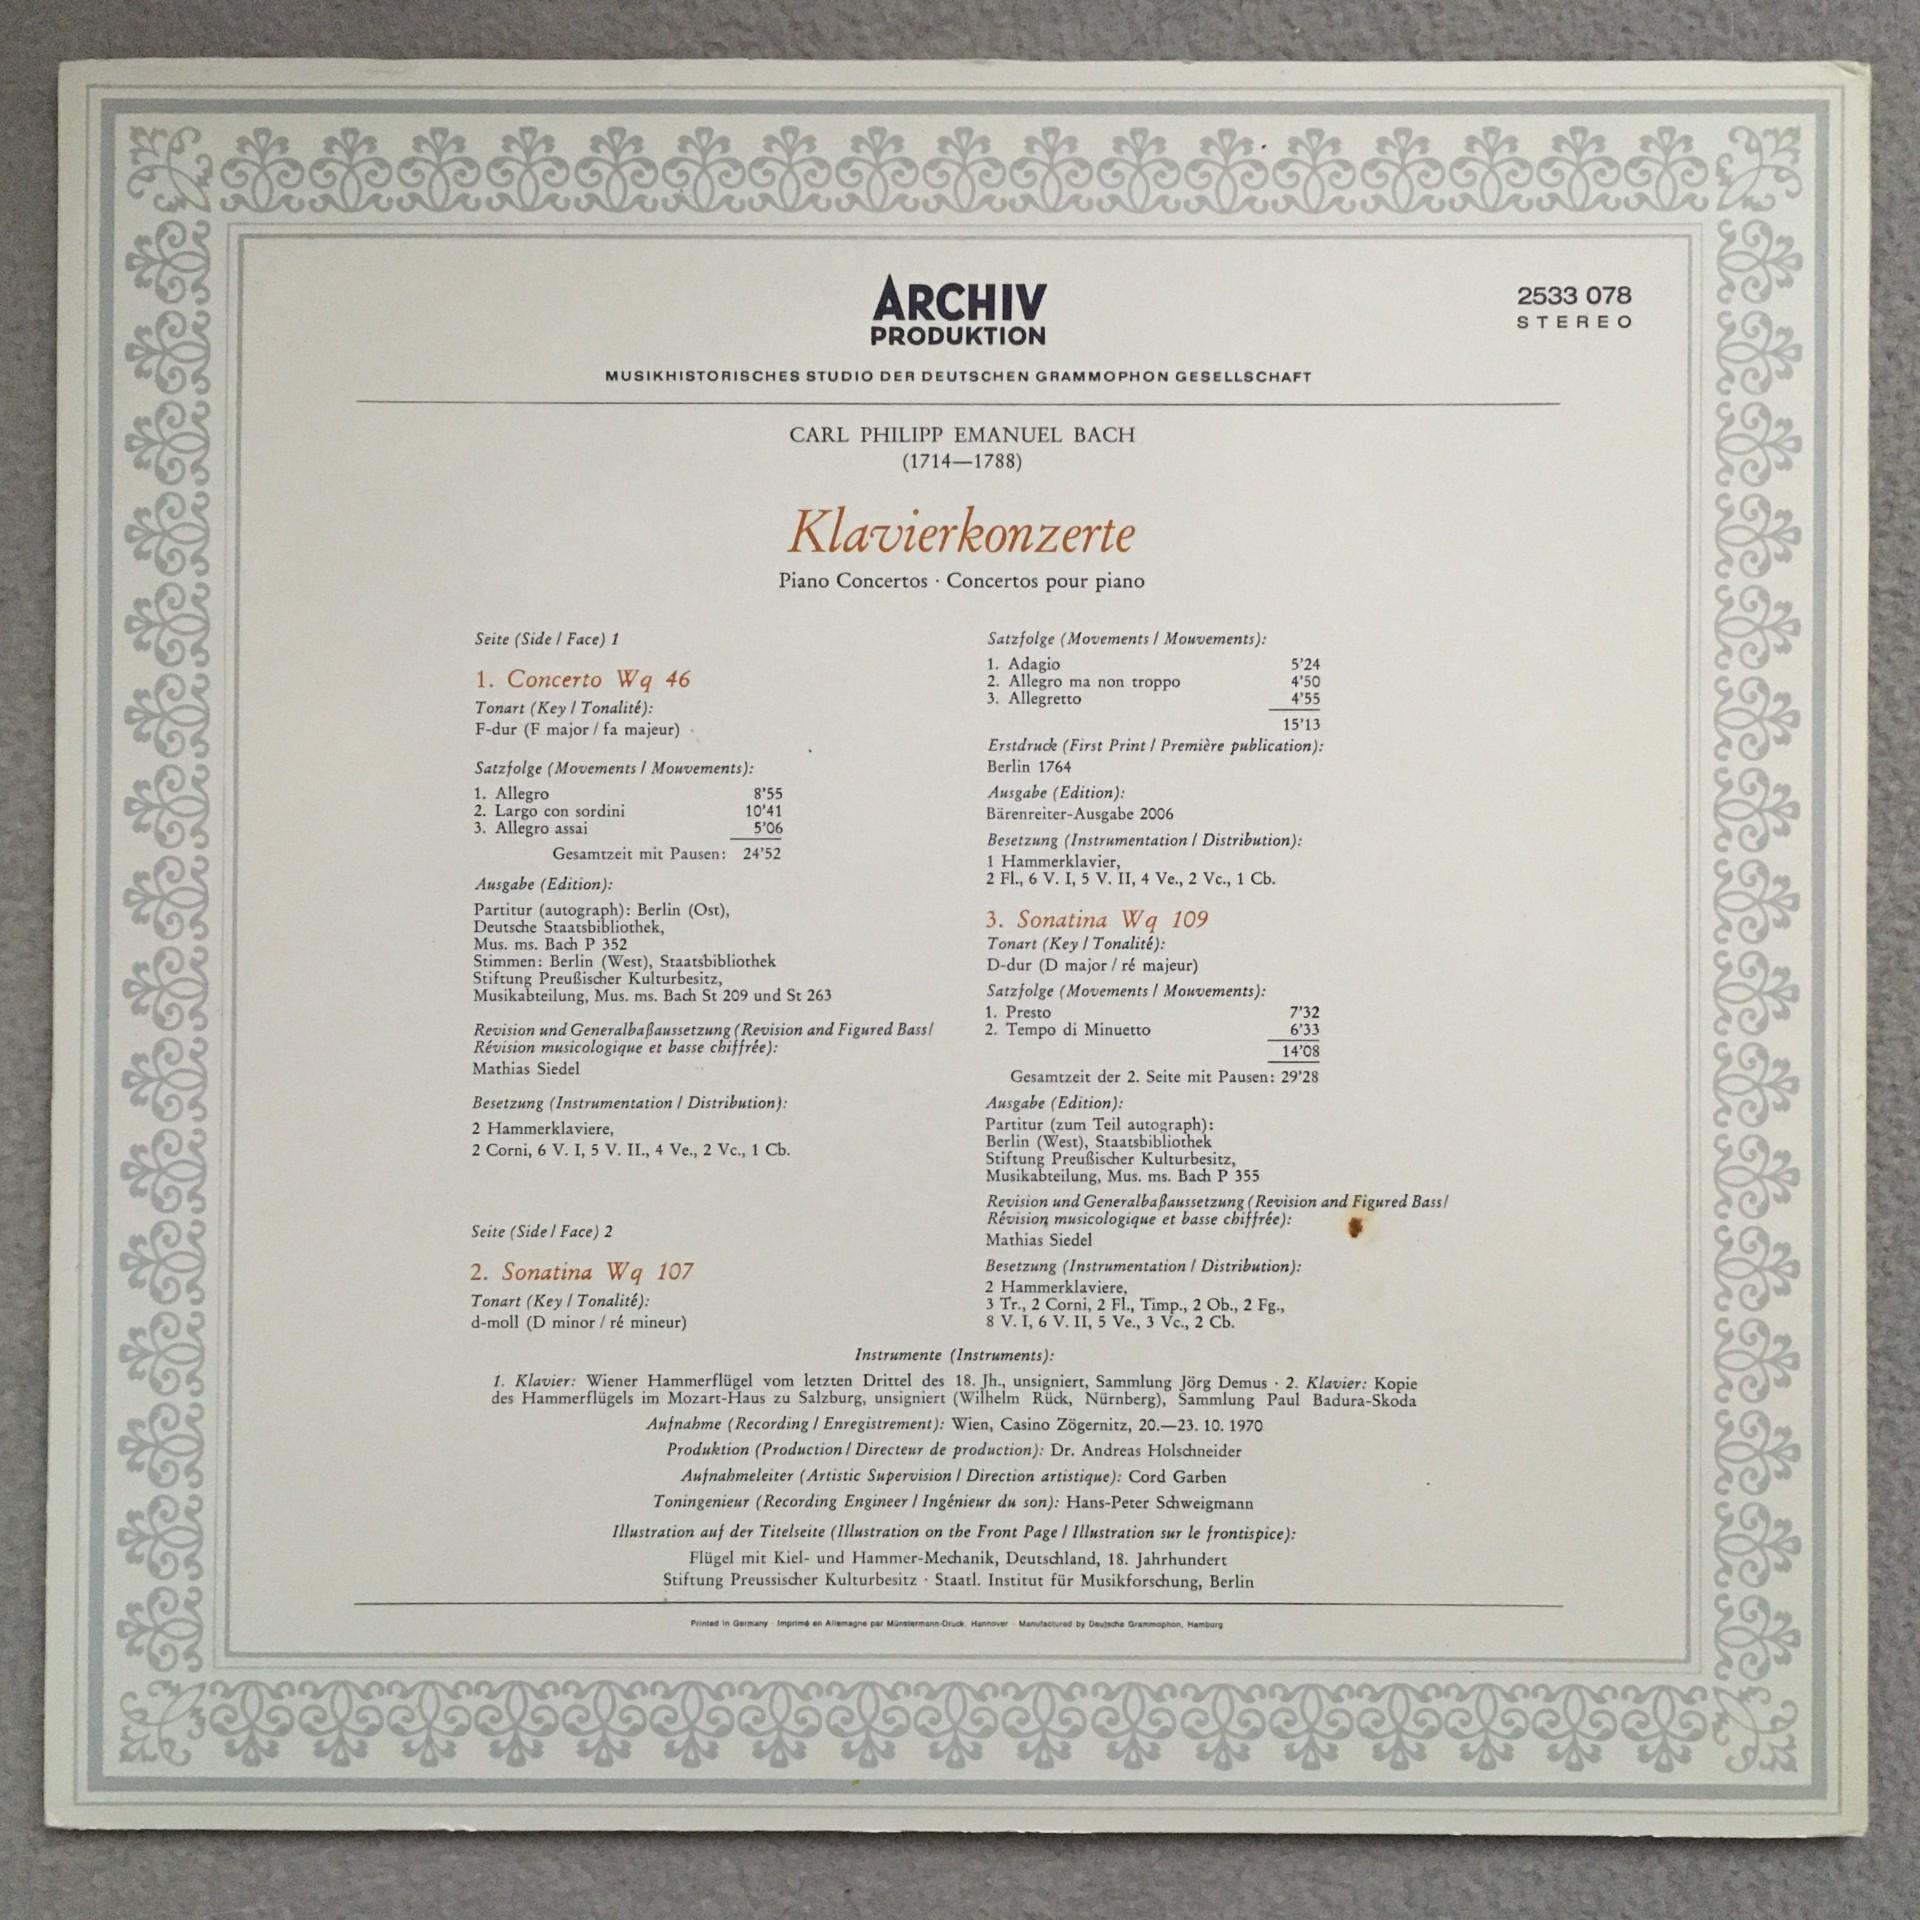 ARCHIV
PRODUKTION
2533 078
STEREO
MUSIKHISTORISCHES STUDIO DER DEUTSCHEN GRAMMOPHON GESELLSCHAFT
CARL PHILIPP EMANUEL BACH
(1714—1788)
Klavierkonzerte
Piano Concertos · Concertos pour piano
Seite (Side / Face) 1
1. Concerto Wq 46
Tonart (Key / Tonalité):
F-dur (F major / fa majeur)
Satzfolge (Movements / Mouvements):
1. Allegro 8'55
2. Largo con sordini 10'41
3. Allegro assai 5'06
Gesamtzeit mit Pausen: 24'52
Ausgabe (Edition):
Partitur (autograph): Berlin (Ost),
Deutsche Staatsbibliothek,
Mus. ms. Bach P 352
Stimmen: Berlin (West), Staatsbibliothek
Stiftung Preußischer Kulturbesitz,
Musikabteilung, Mus. ms. Bach St 209 und St 263
Revision und Generalbaßaussetzung (Revision and Figured Bass /
Révision musicologique et basse chiffrée):
Mathias Siedel
Besetzung (Instrumentation / Distribution):
2 Hammerklaviere,
2 Corni, 6 V. I, 5 V. II., 4 Ve., 2 Vc., 1 Cb.
Seite (Side / Face) 2
2. Sonatina Wq 107
Tonart (Key / Tonalité):
d-moll (D minor / ré mineur)
Satzfolge (Movements / Mouvements):
1. Adagio 5'24
2. Allegro ma non troppo 4'50
3. Allegretto 4'55
15'13
Erstdruck (First Print / Première publication):
Berlin 1764
Ausgabe (Edition):
Bärenreiter-Ausgabe 2006
Besetzung (Instrumentation / Distribution):
1 Hammerklavier,
2 Fl., 6 V. I, 5 V. II, 4 Ve., 2 Vc., 1 Cb.
3. Sonatina Wq 109
Tonart (Key / Tonalité):
D-dur (D major / ré majeur)
Satzfolge (Movements / Mouvements):
1. Presto 7'32
2. Tempo di Minuetto 6'33
14'08
Gesamtzeit der 2. Seite mit Pausen: 29'28
Ausgabe (Edition):
Partitur (zum Teil autograph):
Berlin (West), Staatsbibliothek
Stiftung Preußischer Kulturbesitz,
Musikabteilung, Mus. ms. Bach P 355
Revision und Generalbaßaussetzung (Revision and Figured Bass /
Révision musicologique et basse chiffrée):
Mathias Siedel
Besetzung (Instrumentation / Distribution):
2 Hammerklaviere,
3 Tr., 2 Corni, 2 Fl., Timp., 2 Ob., 2 Fg.,
8 V. I, 6 V. II, 5 Ve., 3 Vc., 2 Cb.
Instrumente (Instruments):
1. Klavier: Wiener Hammerflügel vom letzten Drittel des 18. Jh., unsigniert, Sammlung Jörg Demus · 2. Klavier: Kopie
des Hammerflügels im Mozart-Haus zu Salzburg, unsigniert (Wilhelm Rück, Nürnberg), Sammlung Paul Badura-Skoda
Aufnahme (Recording / Enregistrement): Wien, Casino Zögernitz, 20.—23. 10. 1970
Produktion (Production / Directeur de production): Dr. Andreas Holschneider
Aufnahmeleiter (Artistic Supervision / Direction artistique): Cord Garben
Toningenieur (Recording Engineer / Ingénieur du son): Hans-Peter Schweigmann
Illustration auf der Titelseite (Illustration on the Front Page / Illustration sur le frontispice):
Flügel mit Kiel- und Hammer-Mechanik, Deutschland, 18. Jahrhundert
Stiftung Preussischer Kulturbesitz · Staatl. Institut für Musikforschung, Berlin
Printed in Germany · Imprimé en Allemagne par Münstermann-Druck, Hannover · Manufactured by Deutsche Grammophon, Hamburg